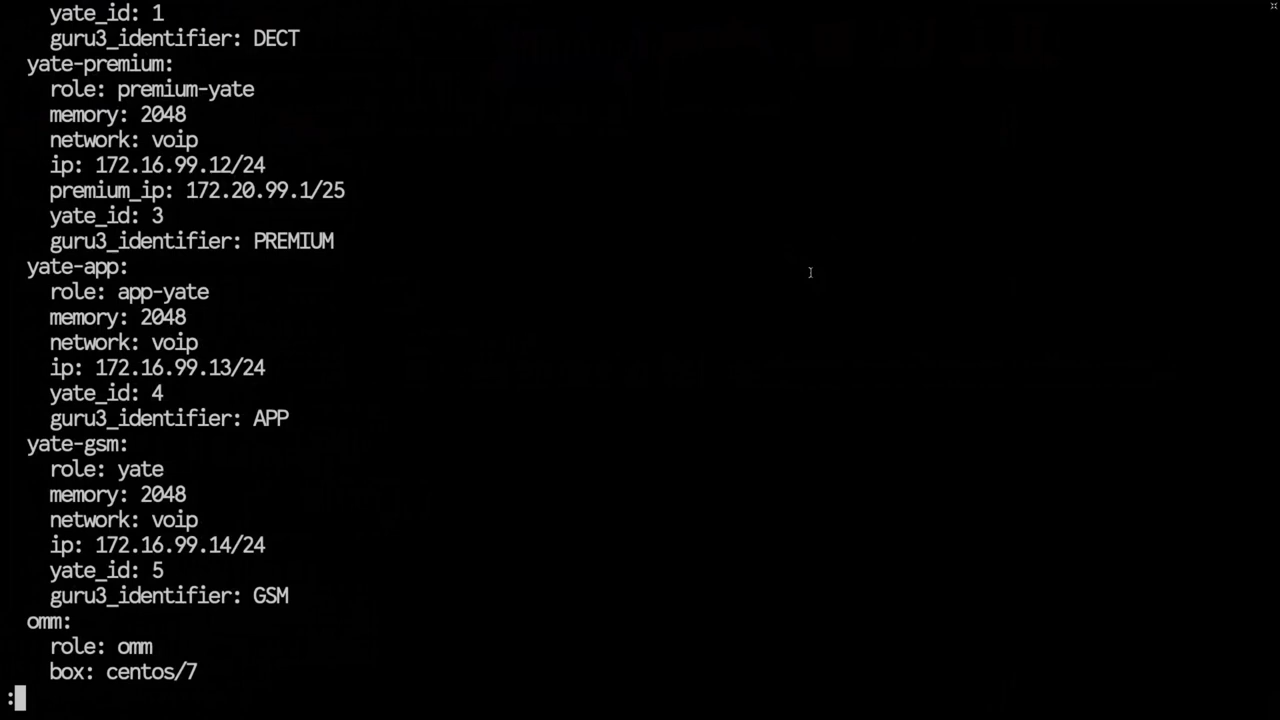 yate_id: 1
guru3_identifier: DECT
yate-premium:
role: premium-yate
memory: 2048
network: voip
ip: 172.16.99.12/24
premium_ip: 172.20.99.1/25
yate_id: 3
guru3_identifier: PREMIUM
yate-app:
role: app-yate
memory: 2048
network: voip
ip: 172.16.99.13/24
yate_id: 4
guru3_identifier: APP
yate-gsm:
role: yate
memory: 2048
network: voip
ip: 172.16.99.14/24
yate_id: 5
guru3_identifier: GSM
omm:
role: omm
box: centos/7
: